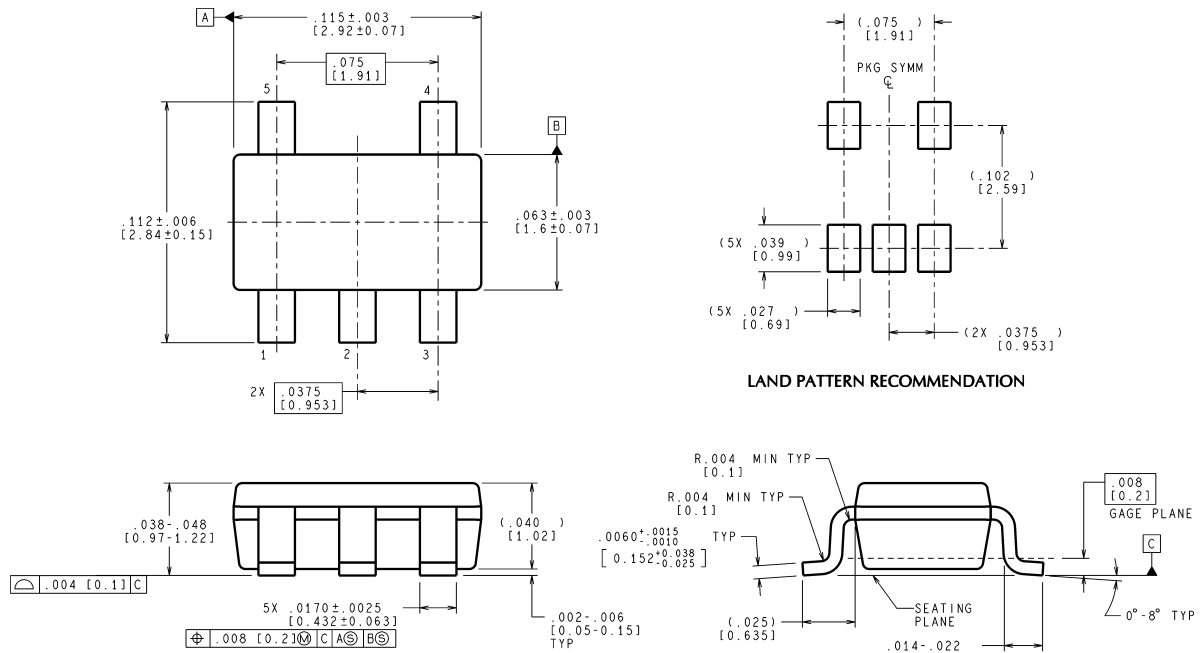 A
.115±.003
[2.92±0.07]
.075
[1.91]
5
4
B
.112±.006
[2.84±0.15]
.063±.003
[1.6±0.07]
1
2
3
2X .0375
[0.953]
(.075 )
[1.91]
PKG SYMM
℄
(.102 )
[2.59]
(5X .039 )
[0.99]
(5X .027 )
[0.69]
(2X .0375 )
[0.953]
LAND PATTERN RECOMMENDATION
.038-.048
[0.97-1.22]
(.040 )
[1.02]
⌓ .004 [0.1] C
5X .0170±.0025
[0.432±0.063]
⌖ .008 [0.2]Ⓜ C AⓈ BⓈ
.002-.006
[0.05-0.15]
TYP
R.004 MIN TYP
[0.1]
R.004 MIN TYP
[0.1]
.0060+.0015-.0010 TYP
[0.152+0.038-0.025]
.008
[0.2]
GAGE PLANE
C
SEATING
PLANE
0°-8° TYP
(.025)
[0.635]
.014-.022